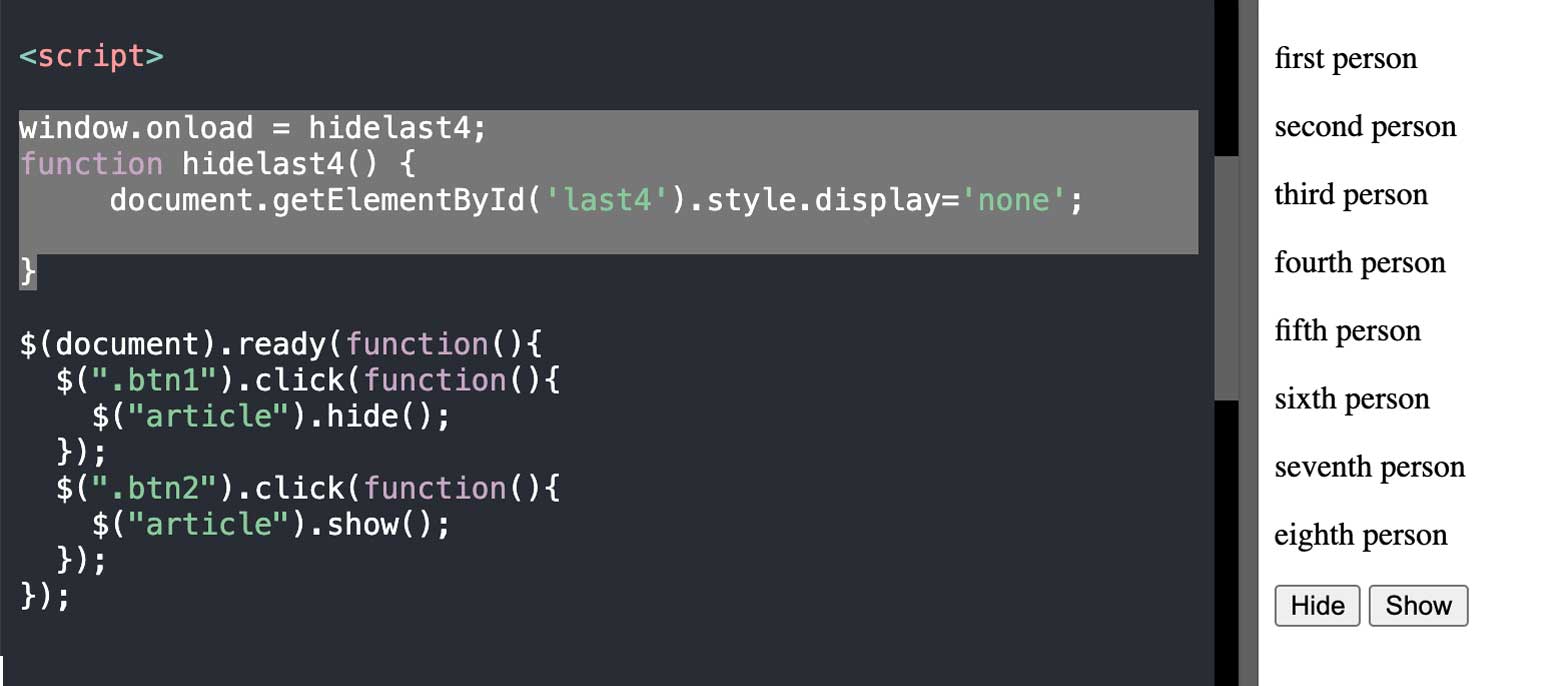 <script>
window.onload = hidelast4;
function hidelast4() {
     document.getElementById('last4').style.display='none';
}
$(document).ready(function(){
  $(".btn1").click(function(){
    $("article").hide();
  });
  $(".btn2").click(function(){
    $("article").show();
  });
});
first person
second person
third person
fourth person
fifth person
sixth person
seventh person
eighth person
Hide Show